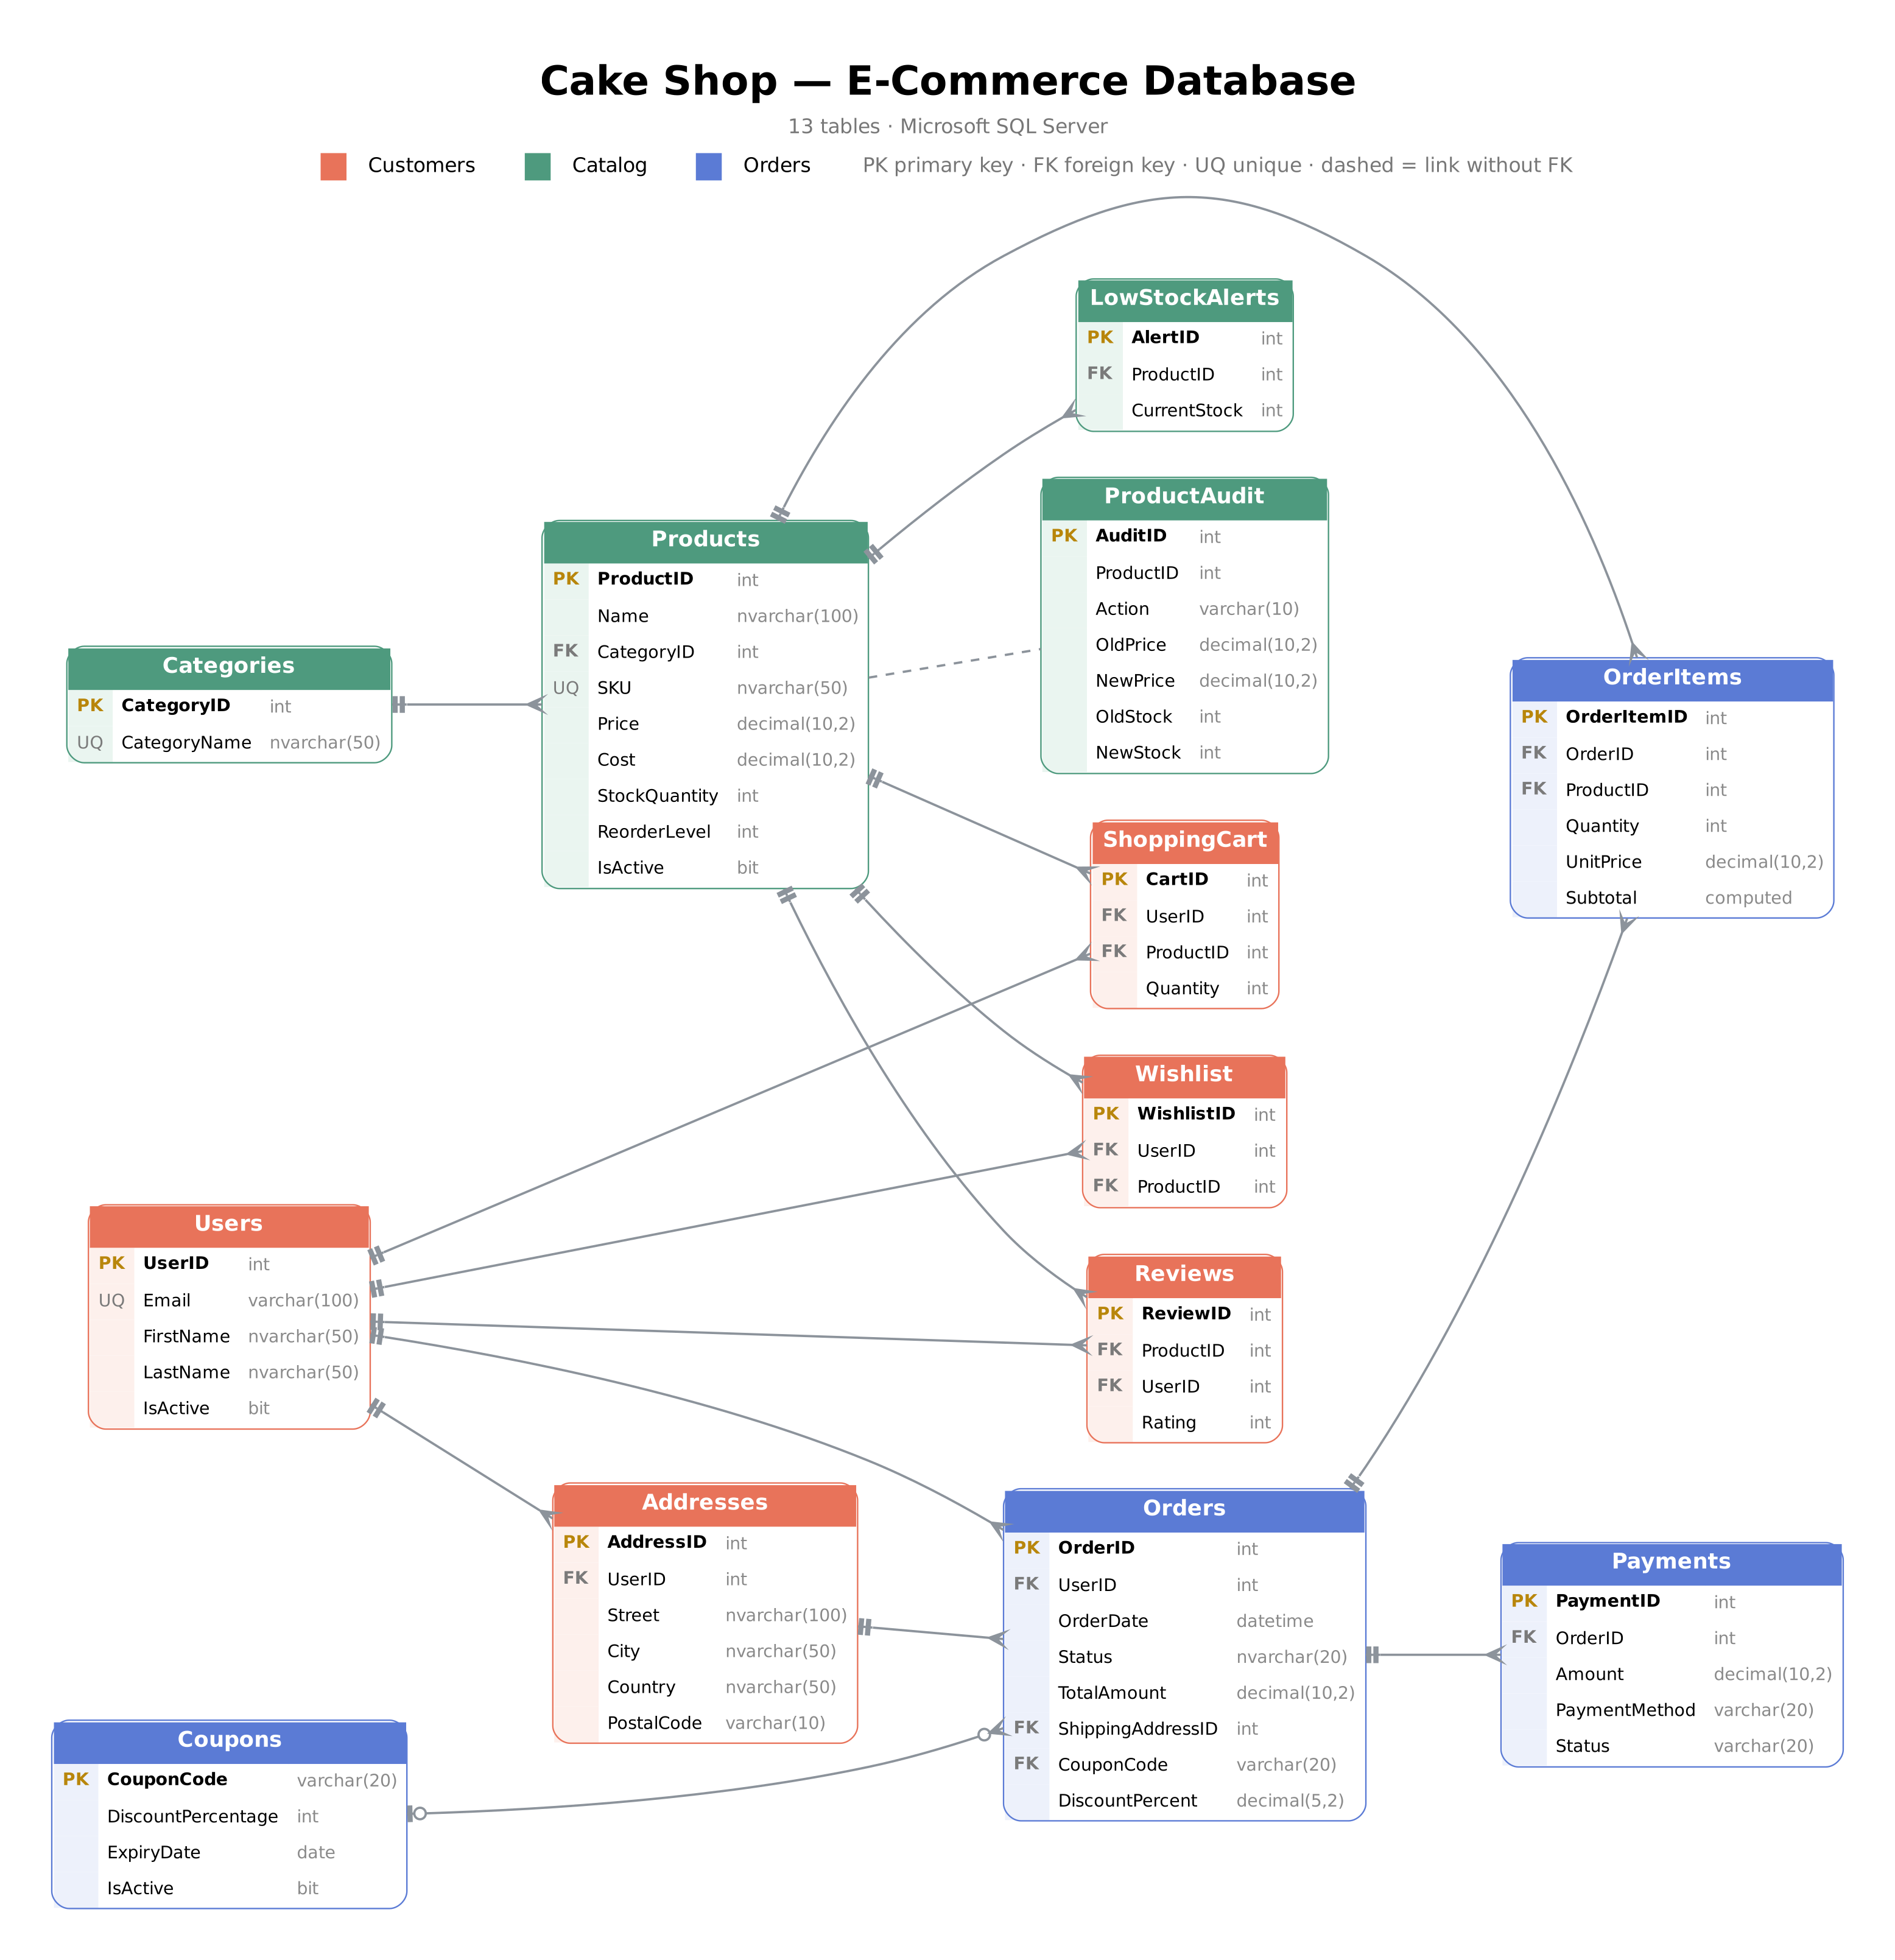 Cake Shop — E-Commerce Database
13 tables · Microsoft SQL Server
Customers Catalog Orders PK primary key · FK foreign key · UQ unique · dashed = link without FK
LowStockAlerts
PK AlertID int
FK ProductID int
CurrentStock int
ProductAudit
PK AuditID int
ProductID int
Action varchar(10)
OldPrice decimal(10,2)
NewPrice decimal(10,2)
OldStock int
NewStock int
Products
PK ProductID int
Name nvarchar(100)
FK CategoryID int
UQ SKU nvarchar(50)
Price decimal(10,2)
Cost decimal(10,2)
StockQuantity int
ReorderLevel int
IsActive bit
Categories
PK CategoryID int
UQ CategoryName nvarchar(50)
OrderItems
PK OrderItemID int
FK OrderID int
FK ProductID int
Quantity int
UnitPrice decimal(10,2)
Subtotal computed
ShoppingCart
PK CartID int
FK UserID int
FK ProductID int
Quantity int
Wishlist
PK WishlistID int
FK UserID int
FK ProductID int
Users
PK UserID int
UQ Email varchar(100)
FirstName nvarchar(50)
LastName nvarchar(50)
IsActive bit
Reviews
PK ReviewID int
FK ProductID int
FK UserID int
Rating int
Addresses
PK AddressID int
FK UserID int
Street nvarchar(100)
City nvarchar(50)
Country nvarchar(50)
PostalCode varchar(10)
Orders
PK OrderID int
FK UserID int
OrderDate datetime
Status nvarchar(20)
TotalAmount decimal(10,2)
FK ShippingAddressID int
FK CouponCode varchar(20)
DiscountPercent decimal(5,2)
Payments
PK PaymentID int
FK OrderID int
Amount decimal(10,2)
PaymentMethod varchar(20)
Status varchar(20)
Coupons
PK CouponCode varchar(20)
DiscountPercentage int
ExpiryDate date
IsActive bit